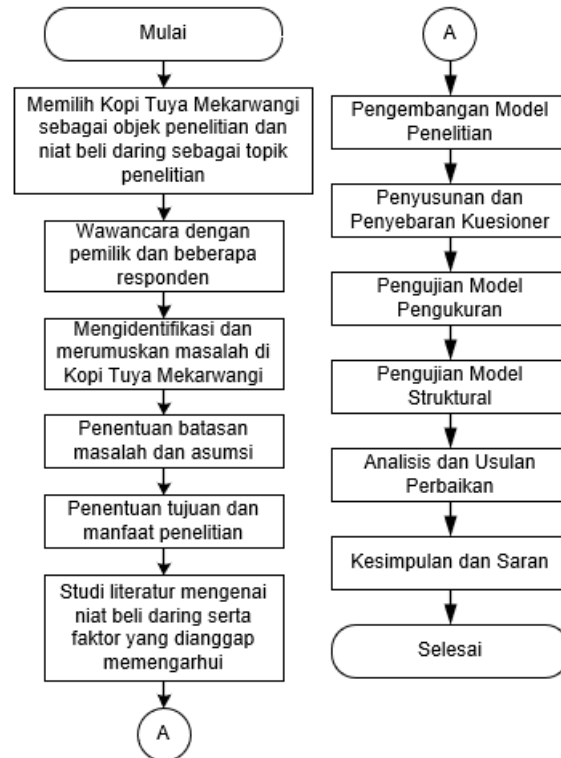 Mulai
Memilih Kopi Tuya Mekarwangi
sebagai objek penelitian dan
niat beli daring sebagai topik
penelitian
Wawancara dengan
pemilik dan beberapa
responden
Mengidentifikasi dan
merumuskan masalah di
Kopi Tuya Mekarwangi
Penentuan batasan
masalah dan asumsi
Penentuan tujuan dan
manfaat penelitian
Studi literatur mengenai
niat beli daring serta
faktor yang dianggap
memengarhui
A
A
Pengembangan Model
Penelitian
Penyusunan dan
Penyebaran Kuesioner
Pengujian Model
Pengukuran
Pengujian Model
Struktural
Analisis dan Usulan
Perbaikan
Kesimpulan dan Saran
Selesai